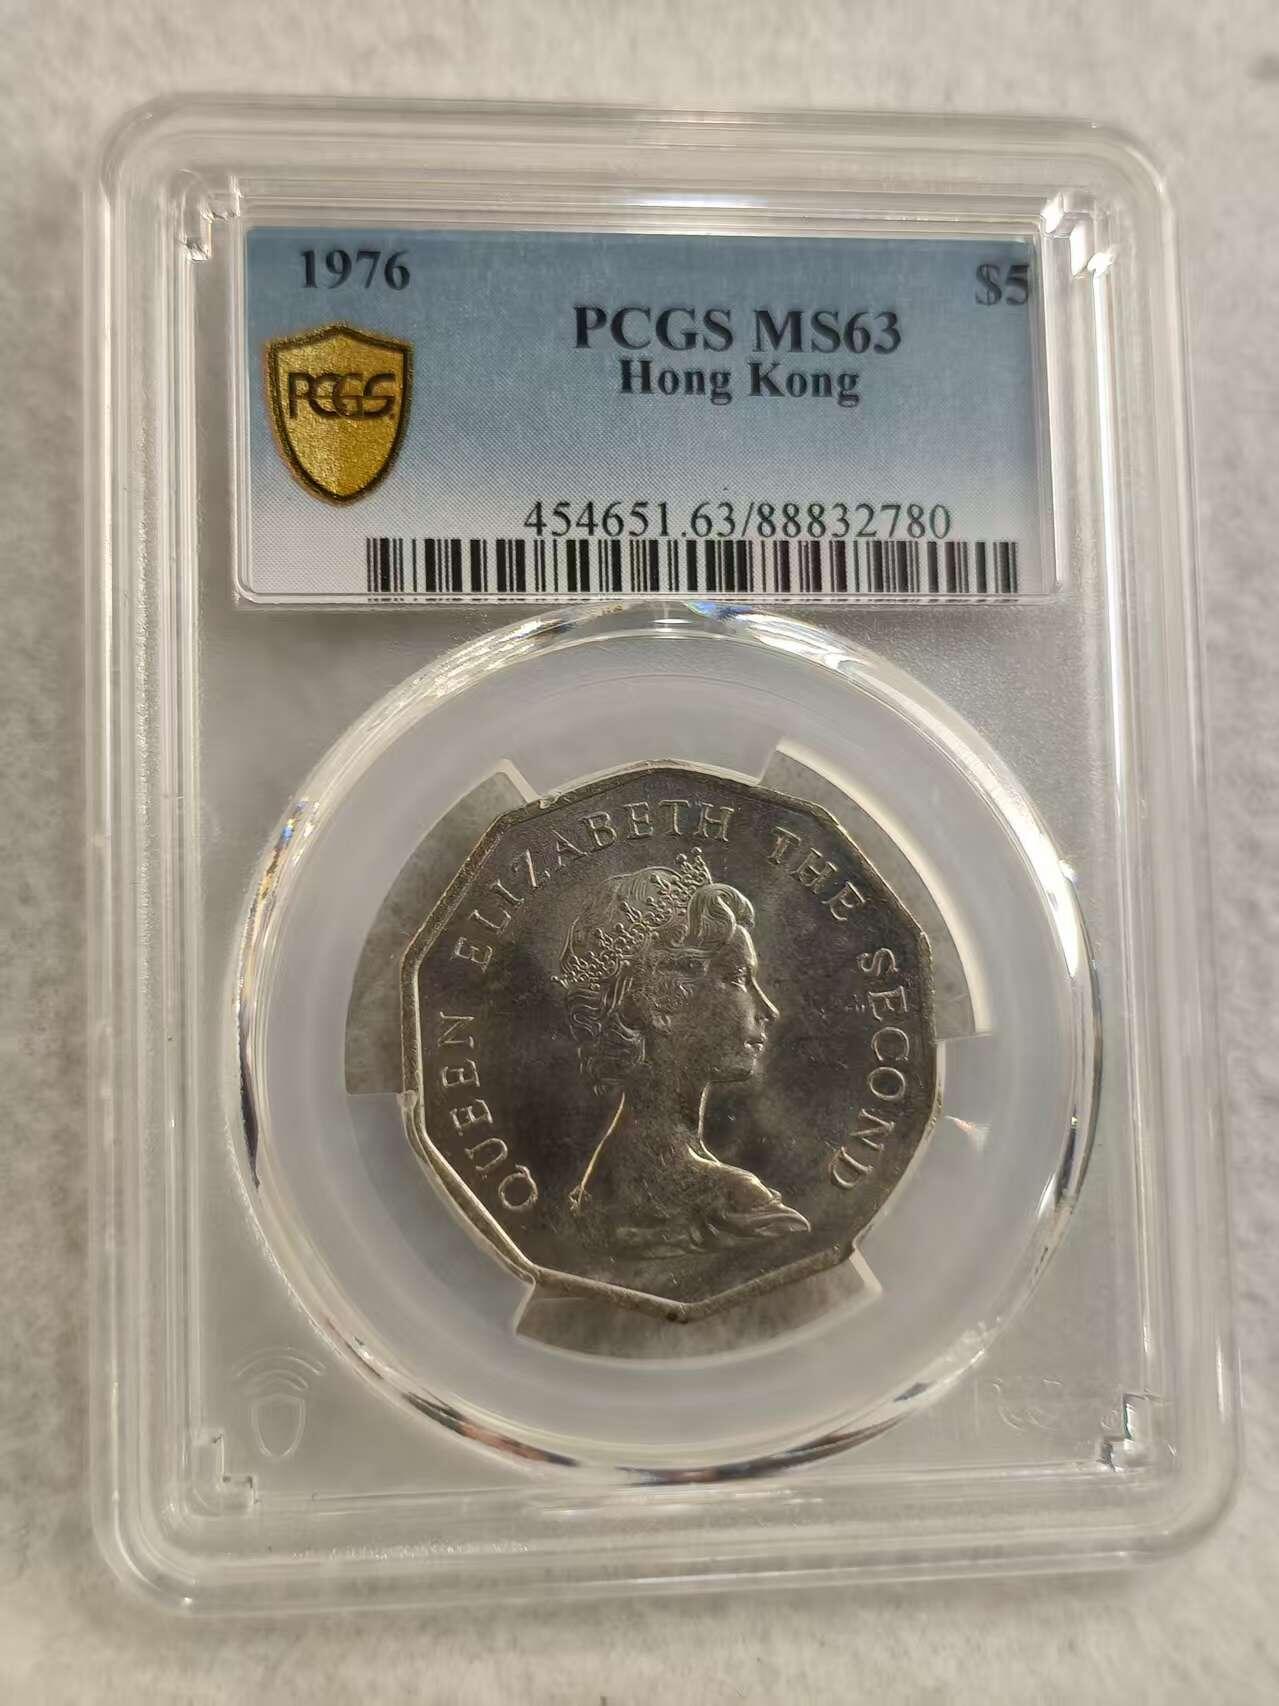 1976
$5
PCGS MS63
Hong Kong
PCGS
454651.63/88832780
QUEEN ELIZABETH THE SECOND